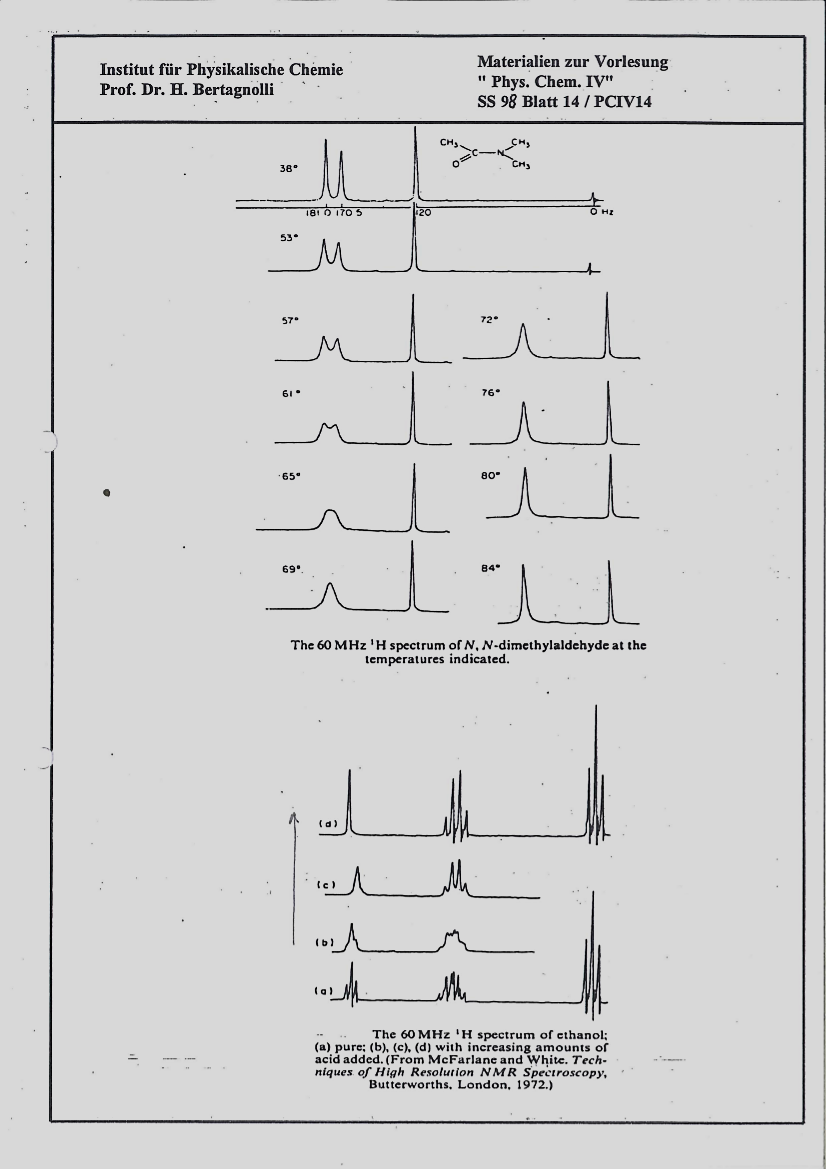 Institut für Physikalische Chemie
Prof. Dr. H. Bertagnolli
Materialien zur Vorlesung
" Phys. Chem. IV"
SS 98 Blatt 14 / PCIV14
38°
CH₃
CH₃
C
N
O
CH₃
181 0
170 5
120
0 Hz
53°
57°
72°
61°
76°
65°
80°
69°
84°
The 60 MHz ¹H spectrum of N, N-dimethylaldehyde at the
temperatures indicated.
(d)
(c)
(b)
(a)
The 60 MHz ¹H spectrum of ethanol;
(a) pure; (b), (c), (d) with increasing amounts of
acid added. (From McFarlane and White. Tech-
niques of High Resolution NMR Spectroscopy,
Butterworths, London, 1972.)